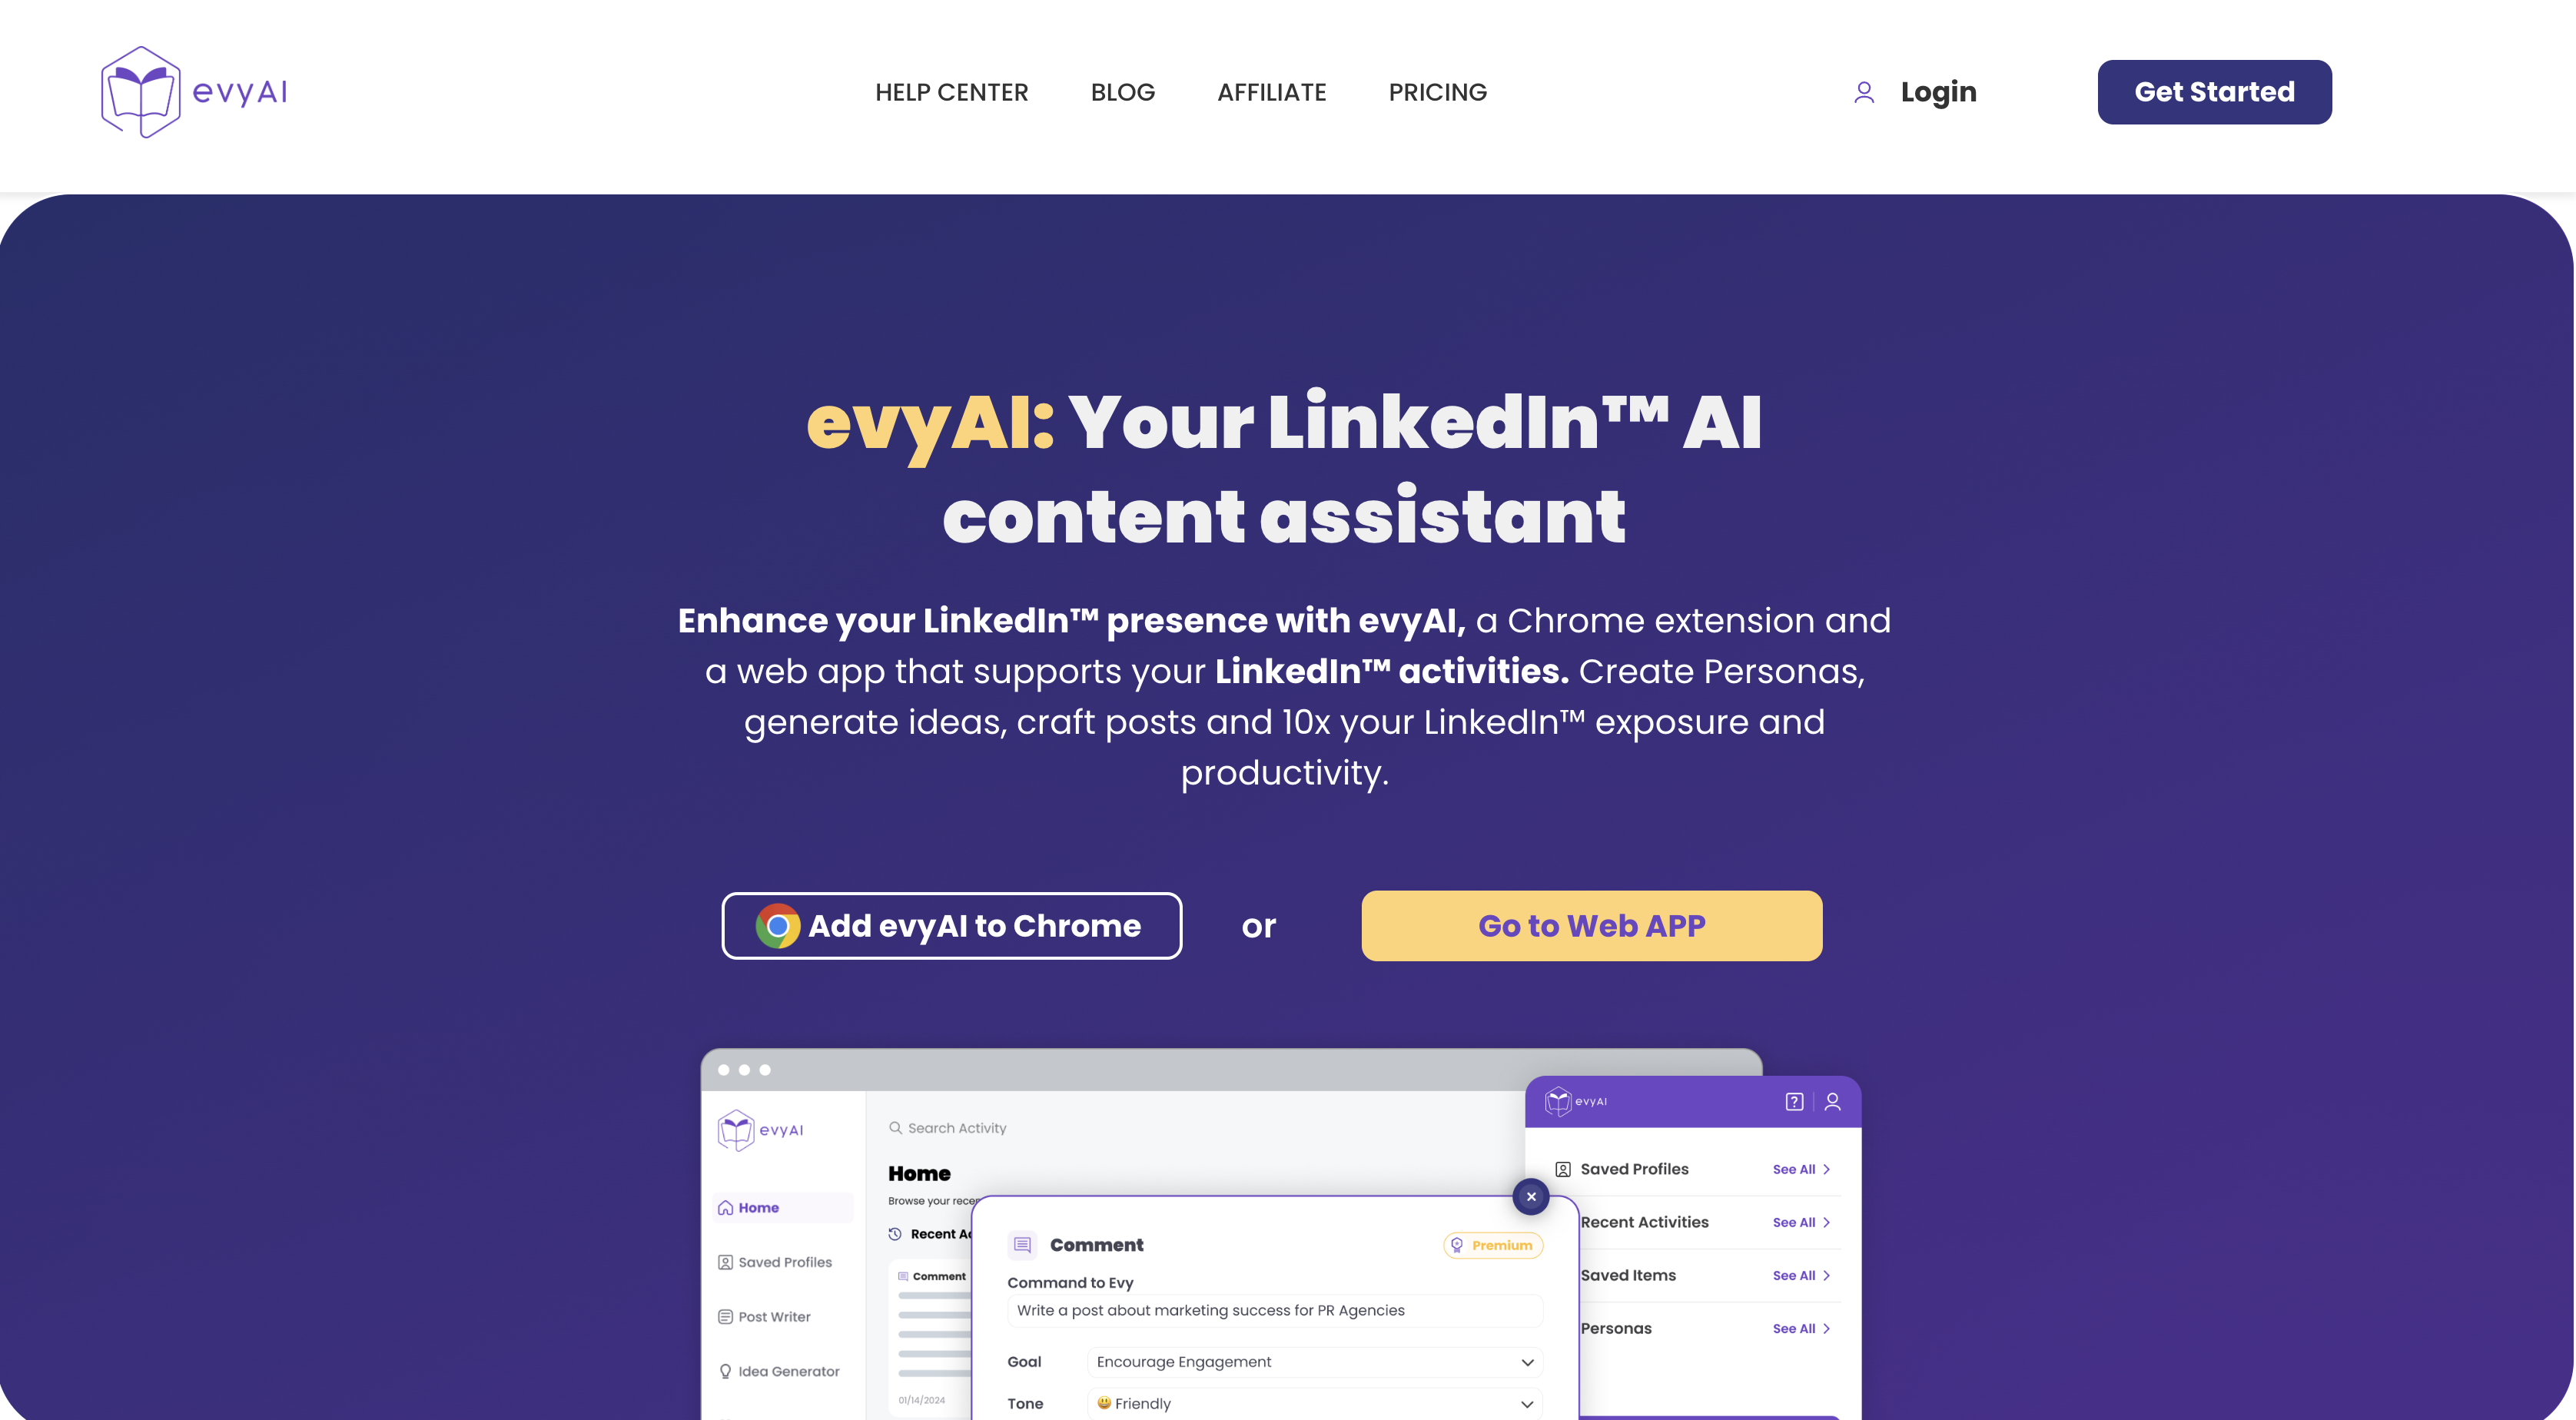 evyAI
HELP CENTER
BLOG
AFFILIATE
PRICING
Login
Get Started
evyAI: Your LinkedIn™ AI
content assistant
Enhance your LinkedIn™ presence with evyAI, a Chrome extension and
a web app that supports your LinkedIn™ activities. Create Personas,
generate ideas, craft posts and 10x your LinkedIn™ exposure and
productivity.
Add evyAI to Chrome
or
Go to Web APP
evyAI
Home
Saved Profiles
Post Writer
Idea Generator
Search Activity
Home
Browse your recen
Recent Ac
Comment
01/14/2024
Comment
Premium
Command to Evy
Write a post about marketing success for PR Agencies
Goal
Encourage Engagement
Tone
😃 Friendly
evyAI
?
Saved Profiles
See All
Recent Activities
See All
Saved Items
See All
Personas
See All